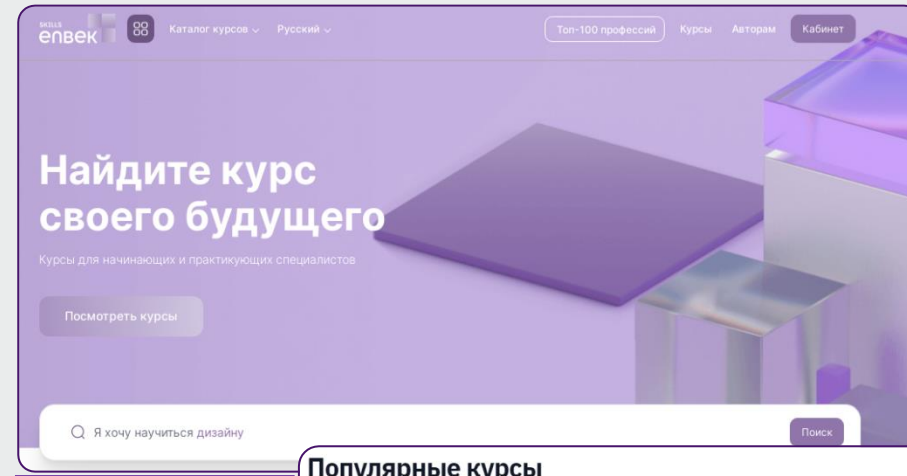 SKILLS
enbek
Каталог курсов
Русский
Топ-100 профессий
Курсы
Авторам
Кабинет
Найдите курс
своего будущего
Курсы для начинающих и практикующих специалистов
Посмотреть курсы
Я хочу научиться дизайну
Поиск
Популярные курсы